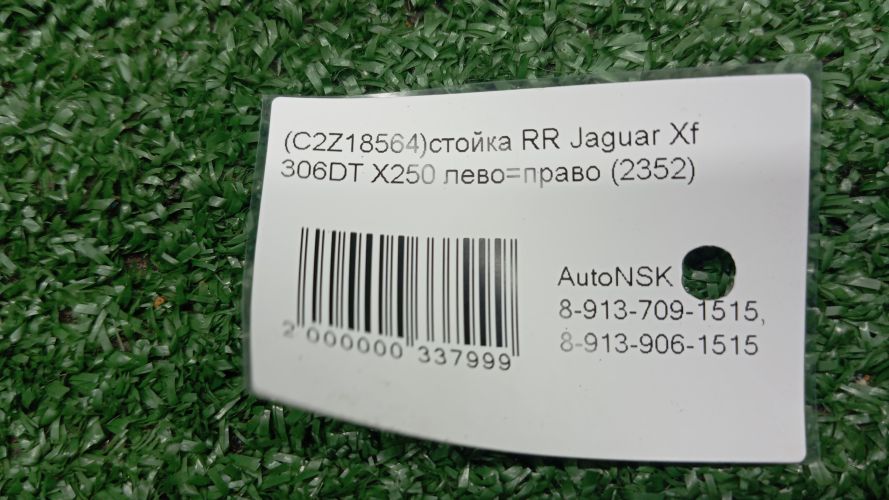 (C2Z18564)стойка RR Jaguar Xf
306DT X250 лево=право (2352)
2 000000 337999
AutoNSK
8-913-709-1515,
8-913-906-1515